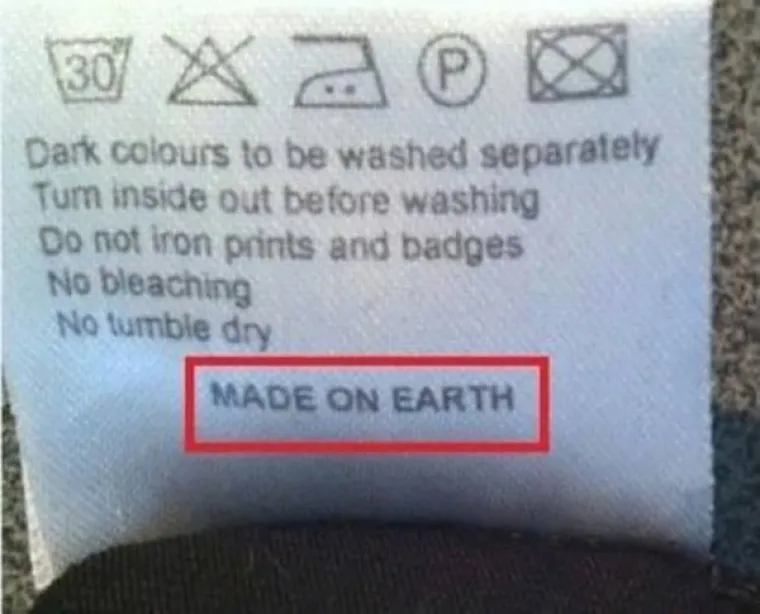 30 P
Dark colours to be washed separately
Turn inside out before washing
Do not iron prints and badges
No bleaching
No tumble dry
MADE ON EARTH